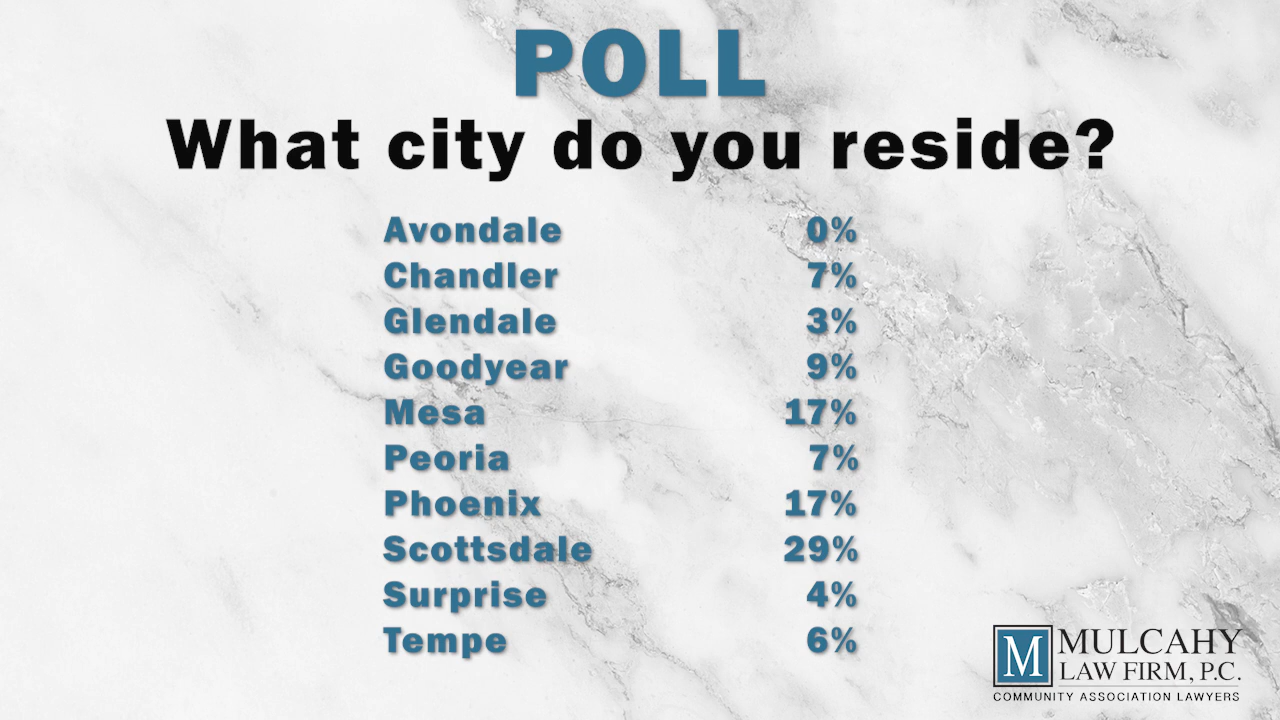 POLL
What city do you reside?
Avondale 0%
Chandler 7%
Glendale 3%
Goodyear 9%
Mesa 17%
Peoria 7%
Phoenix 17%
Scottsdale 29%
Surprise 4%
Tempe 6%
M MULCAHY
LAW FIRM, P.C.
COMMUNITY ASSOCIATION LAWYERS